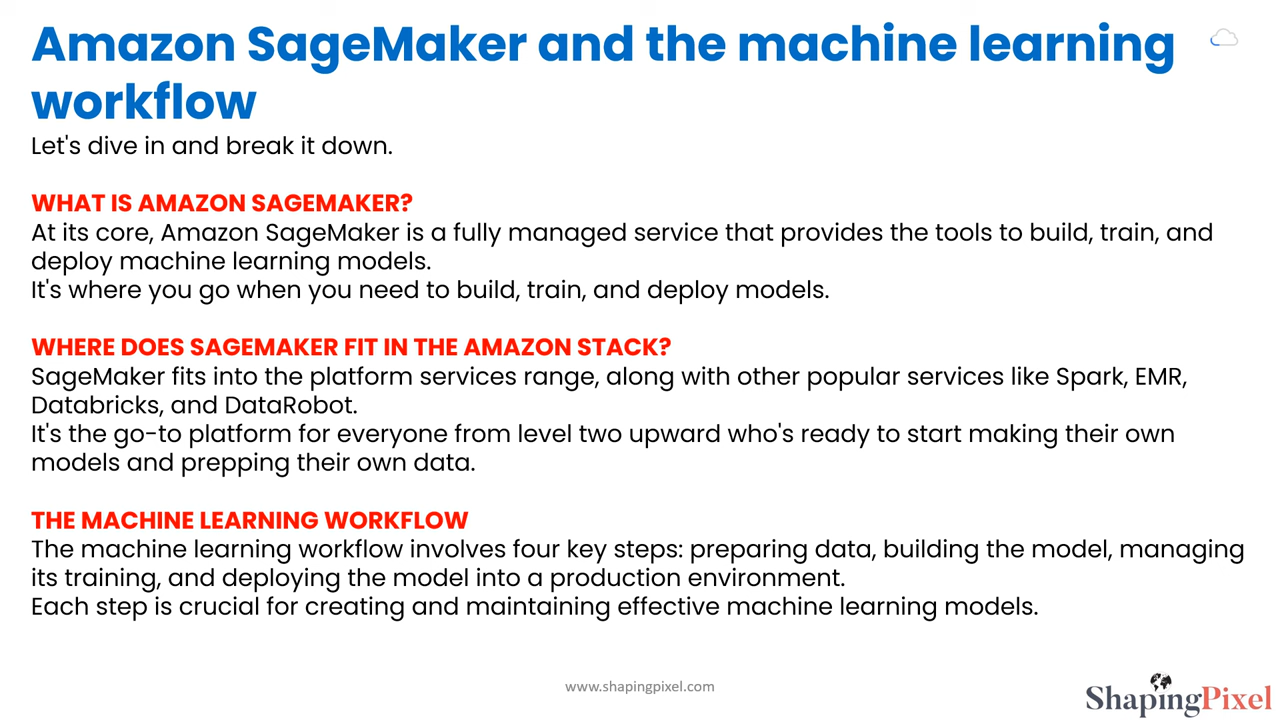 Amazon SageMaker and the machine learning
workflow
Let's dive in and break it down.
WHAT IS AMAZON SAGEMAKER?
At its core, Amazon SageMaker is a fully managed service that provides the tools to build, train, and
deploy machine learning models.
It's where you go when you need to build, train, and deploy models.
WHERE DOES SAGEMAKER FIT IN THE AMAZON STACK?
SageMaker fits into the platform services range, along with other popular services like Spark, EMR,
Databricks, and DataRobot.
It's the go-to platform for everyone from level two upward who's ready to start making their own
models and prepping their own data.
THE MACHINE LEARNING WORKFLOW
The machine learning workflow involves four key steps: preparing data, building the model, managing
its training, and deploying the model into a production environment.
Each step is crucial for creating and maintaining effective machine learning models.
www.shapingpixel.com
ShapingPixel